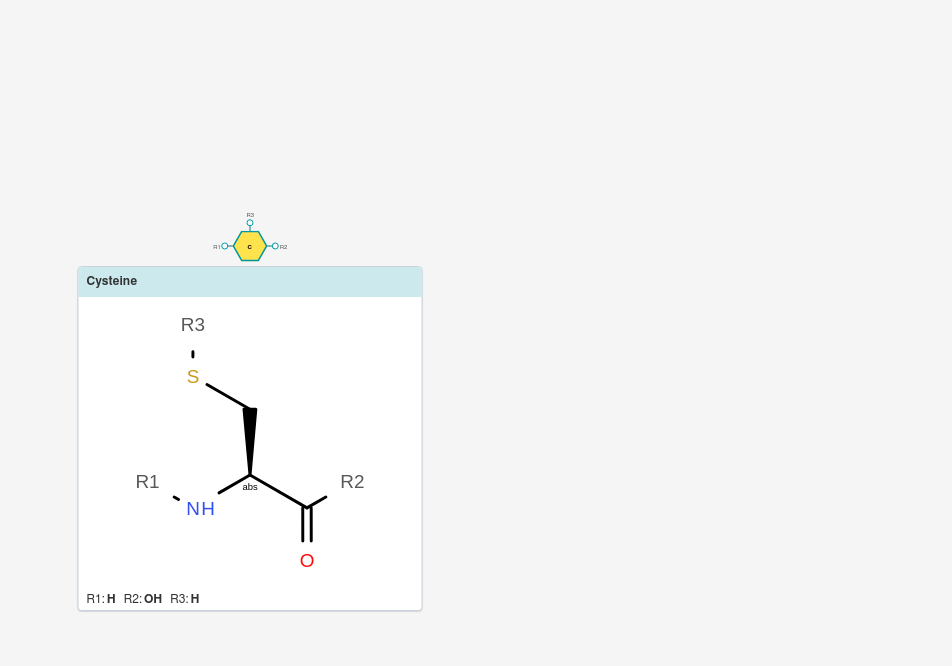 R3
R1 c R2
Cysteine
R3
S
R1 R2
abs
NH
O
R1: H R2: OH R3: H